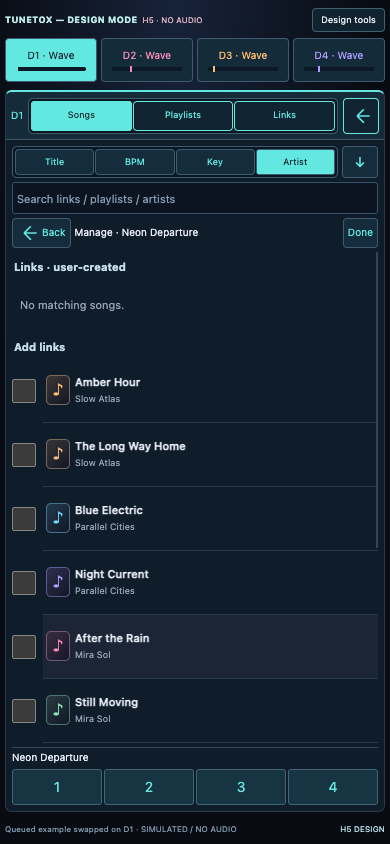 TUNETOX — DESIGN MODE H5 · NO AUDIO
Design tools
D1 · Wave
D2 · Wave
D3 · Wave
D4 · Wave
D1
Songs
Playlists
Links
Title
BPM
Key
Artist
Search links / playlists / artists
Back
Manage · Neon Departure
Done
Links · user-created
No matching songs.
Add links
Amber Hour
Slow Atlas
The Long Way Home
Slow Atlas
Blue Electric
Parallel Cities
Night Current
Parallel Cities
After the Rain
Mira Sol
Still Moving
Mira Sol
Neon Departure
1
2
3
4
Queued example swapped on D1 · SIMULATED / NO AUDIO
H5 DESIGN